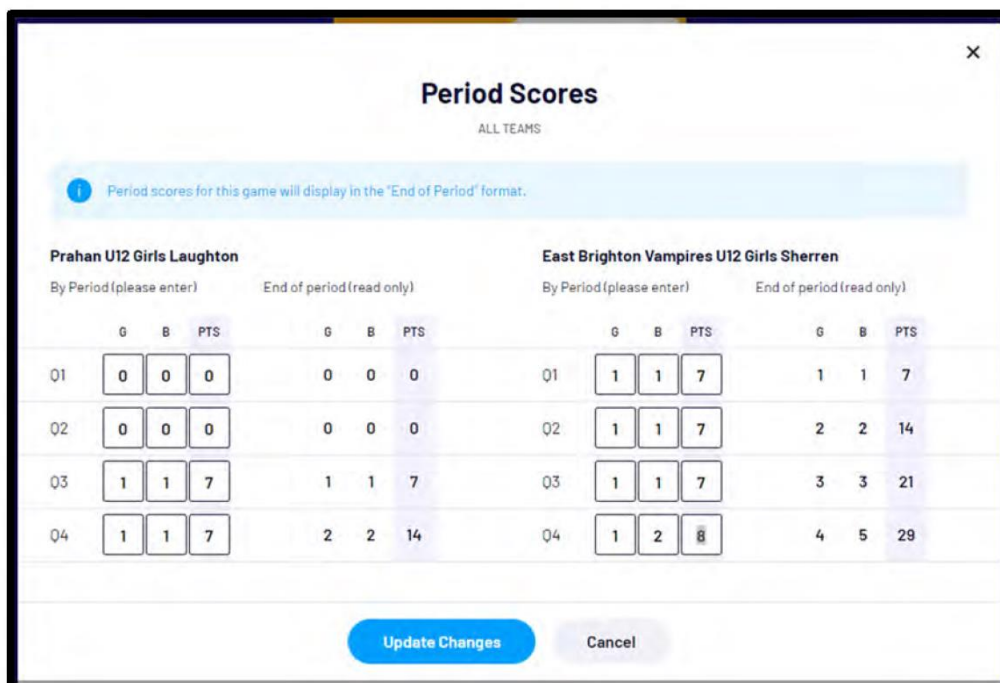 ×
Period Scores
ALL TEAMS
i Period scores for this game will display in the "End of Period" format.
Prahan U12 Girls Laughton East Brighton Vampires U12 Girls Sherren
By Period (please enter) End of period (read only) By Period (please enter) End of period (read only)
G B PTS G B PTS G B PTS G B PTS
Q1 0 0 0 0 0 0 Q1 1 1 7 1 1 7
Q2 0 0 0 0 0 0 Q2 1 1 7 2 2 14
Q3 1 1 7 1 1 7 Q3 1 1 7 3 3 21
Q4 1 1 7 2 2 14 Q4 1 2 8 4 5 29
Update Changes Cancel